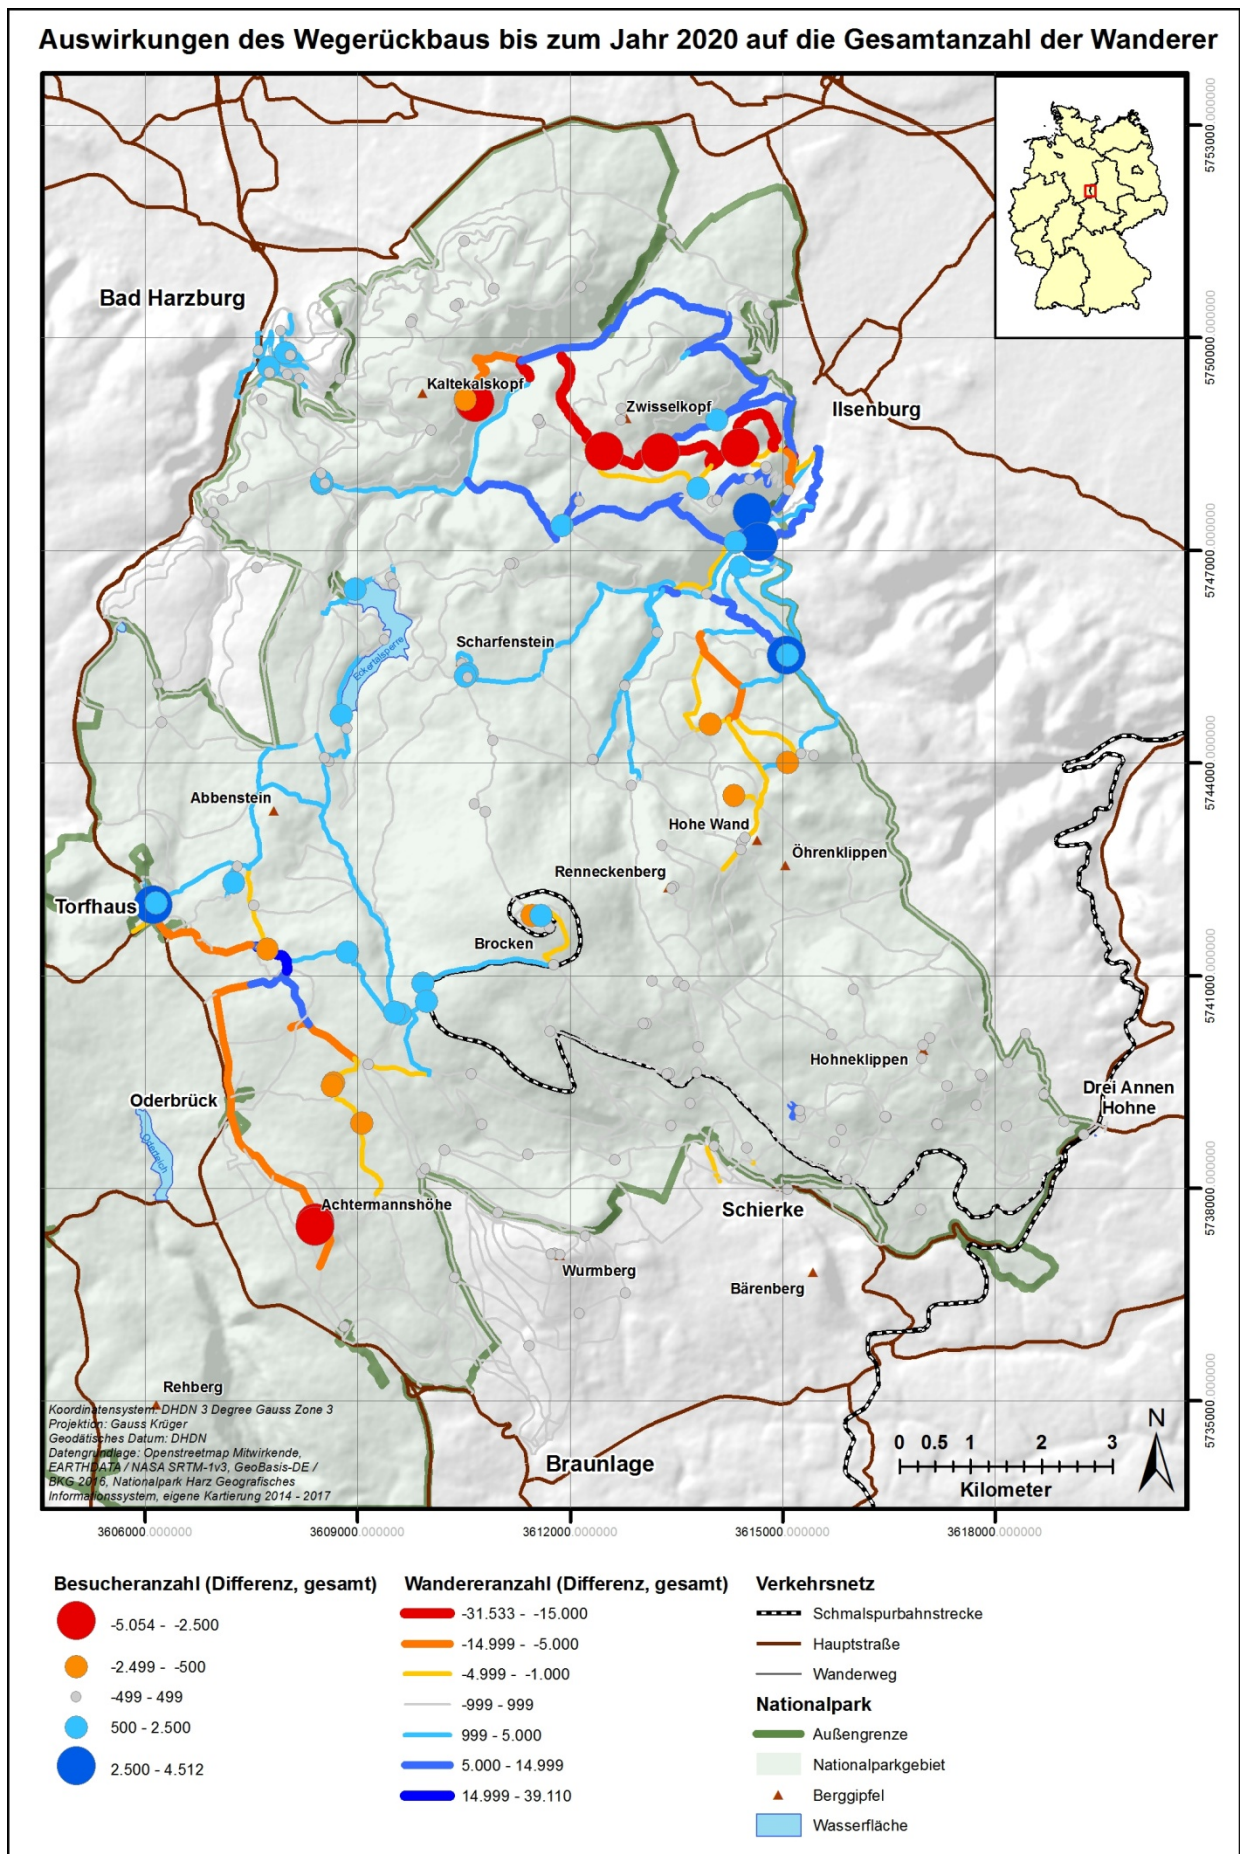 Auswirkungen des Wegerückbaus bis zum Jahr 2020 auf die Gesamtanzahl der Wanderer
5753000.000000
Bad Harzburg
5750000.000000
Kaltekalskopf
Zwisselkopf
Ilsenburg
5747000.000000
Scharfenstein
Eckertalsperre
5744000.000000
Abbenstein
Hohe Wand
Öhrenklippen
Renneckenberg
Torfhaus
Brocken
5741000.000000
Hohneklippen
Drei Annen
Hohne
Oderbrück
Oderteich
5738000.000000
Achtermannshöhe
Schierke
Wurmberg
Bärenberg
Rehberg
5735000.000000
Koordinatensystem: DHDN 3 Degree Gauss Zone 3
Projektion: Gauss Krüger
Geodätisches Datum: DHDN
Datengrundlage: Openstreetmap Mitwirkende,
EARTHDATA / NASA SRTM-1v3, GeoBasis-DE /
BKG 2016, Nationalpark Harz Geografisches
Informationssystem, eigene Kartierung 2014 - 2017
Braunlage
N
0 0.5 1 2 3
Kilometer
3606000.000000 3609000.000000 3612000.000000 3615000.000000 3618000.000000
Besucheranzahl (Differenz, gesamt)
-5.054 - -2.500
-2.499 - -500
-499 - 499
500 - 2.500
2.500 - 4.512
Wandereranzahl (Differenz, gesamt)
-31.533 - -15.000
-14.999 - -5.000
-4.999 - -1.000
-999 - 999
999 - 5.000
5.000 - 14.999
14.999 - 39.110
Verkehrsnetz
Schmalspurbahnstrecke
Hauptstraße
Wanderweg
Nationalpark
Außengrenze
Nationalparkgebiet
Berggipfel
Wasserfläche